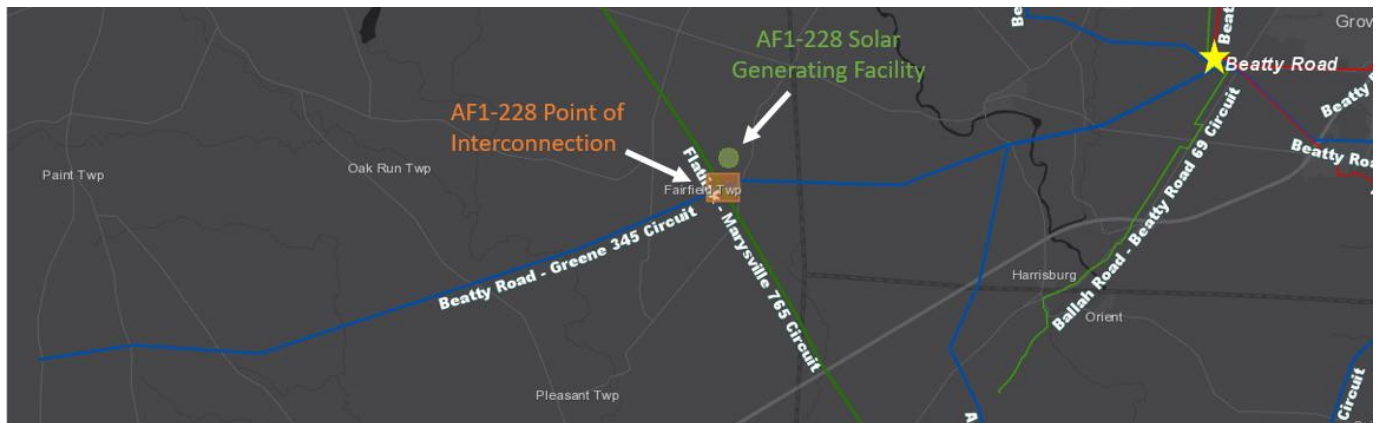 Be
Beatty
Grov
AF1-228 Solar
Generating Facility
Beatty Road
AF1-228 Point of
Interconnection
Beatty
Paint Twp
Oak Run Twp
Fairfield Twp
Beatty Roa
Marysville 765 Circuit
Beatty Road - Greene 345 Circuit
Ballah Road - Beatty Road 69 Circuit
Harrisburg
Orient
Pleasant Twp
A
Circuit